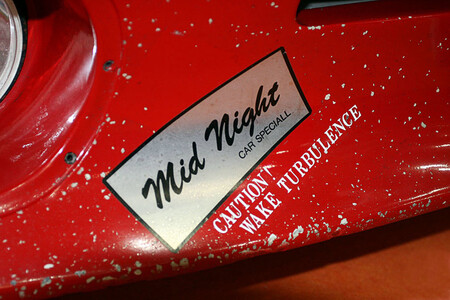 Mid Night
CAR SPECIALL
CAUTION!
WAKE TURBULENCE